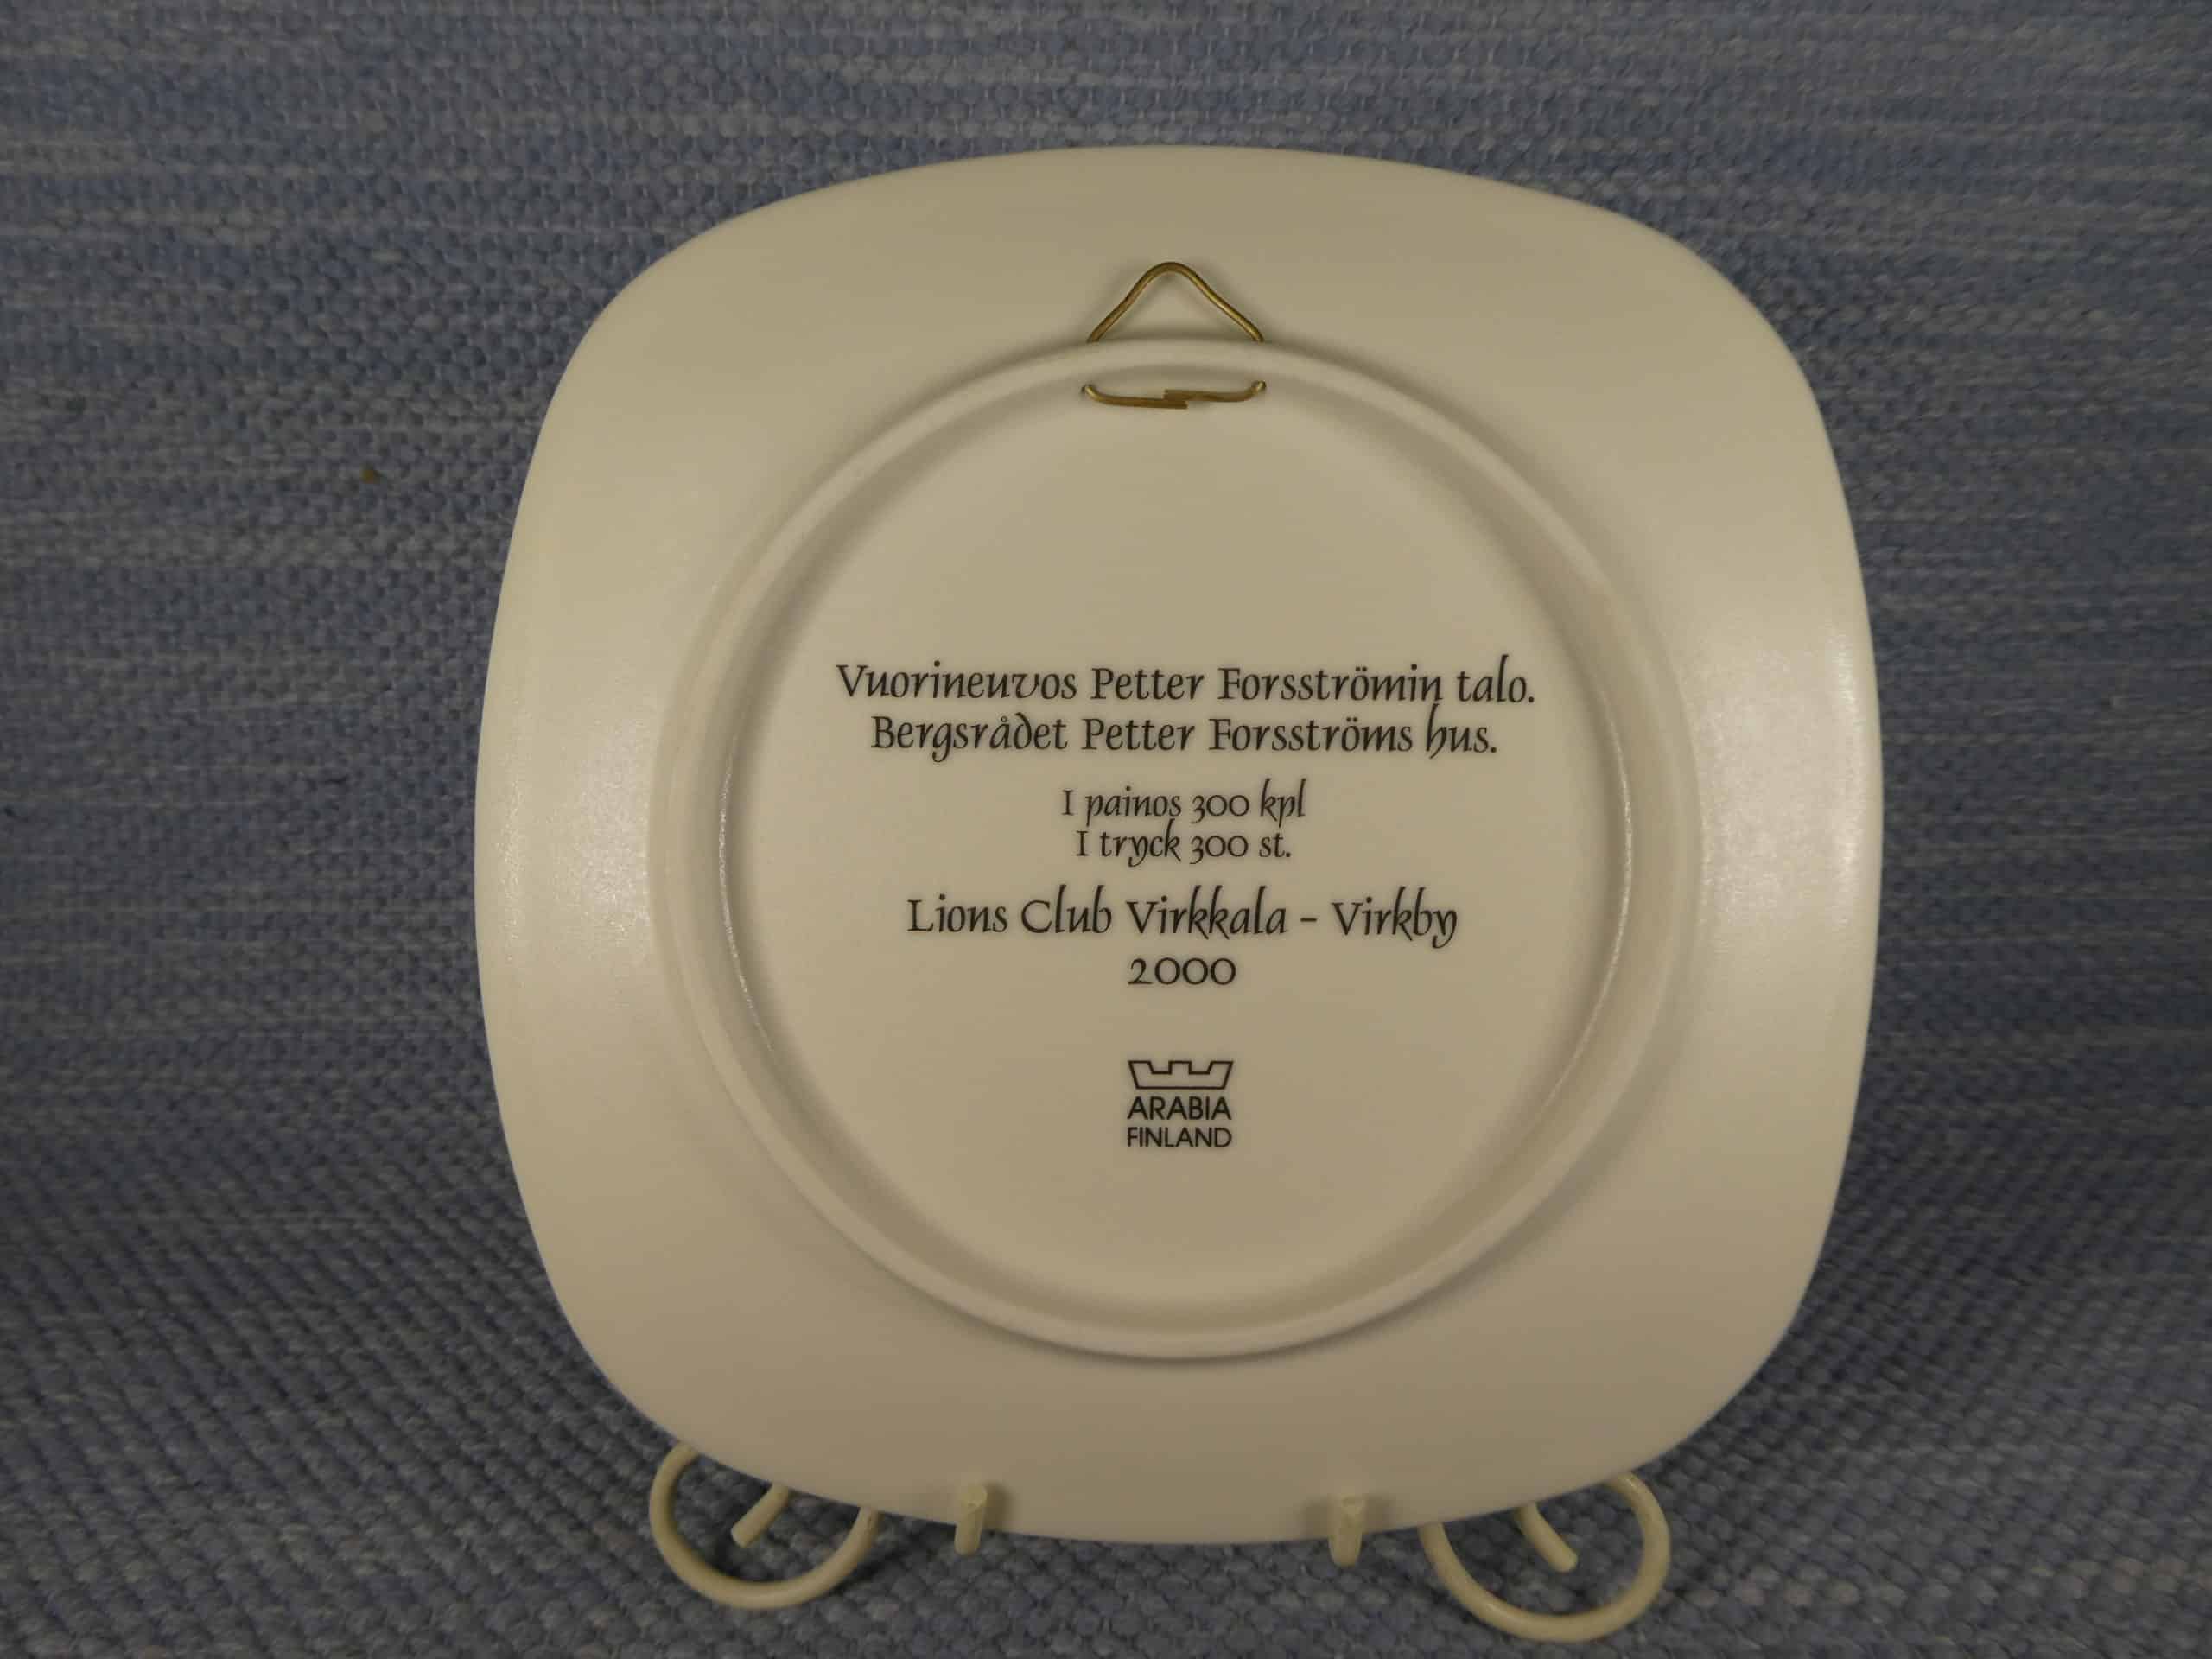 Vuorineuvos Petter Forsströmin talo.
Bergsrådet Petter Forsströms hus.
I painos 300 kpl
I tryck 300 st.
Lions Club Virkkala - Virkby
2000
ARABIA
FINLAND